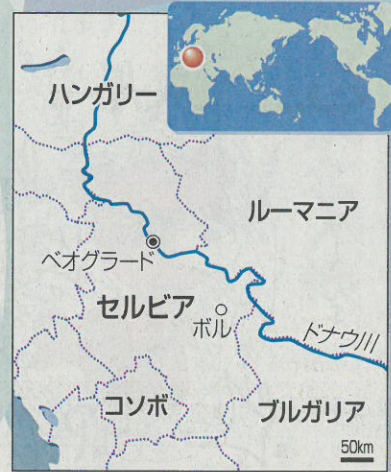 ハンガリー
ルーマニア
ベオグラード
セルビア
ボル
ドナウ川
コソボ
ブルガリア
50km